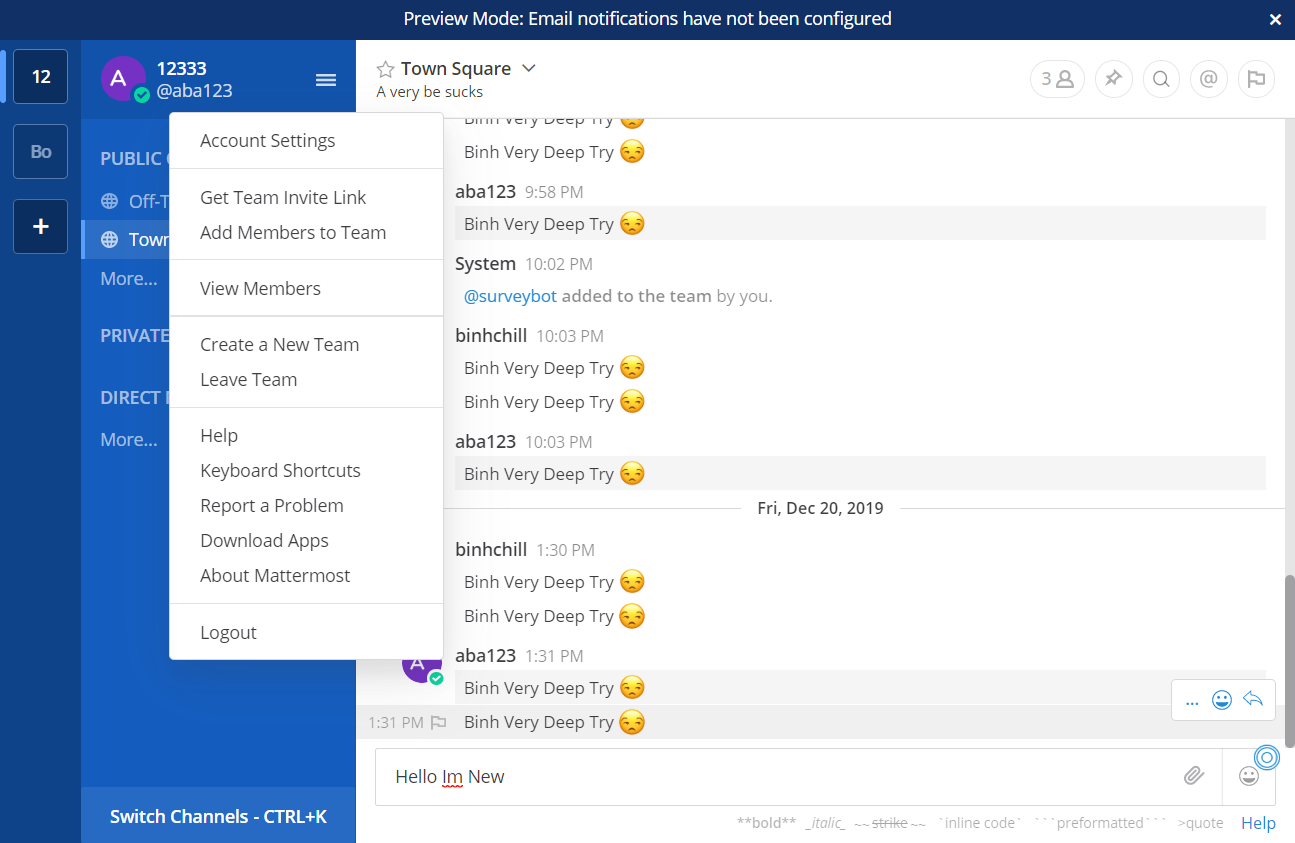 Preview Mode: Email notifications have not been configured
×
12
Bo
+
A
12333
@aba123
PUBLIC
Off-T
Town
More...
PRIVATE
DIRECT
More...
Switch Channels - CTRL+K
Account Settings
Get Team Invite Link
Add Members to Team
View Members
Create a New Team
Leave Team
Help
Keyboard Shortcuts
Report a Problem
Download Apps
About Mattermost
Logout
Town Square
A very be sucks
3
@
Binh Very Deep Try 😒
Binh Very Deep Try 😒
aba123 9:58 PM
Binh Very Deep Try 😒
System 10:02 PM
@surveybot added to the team by you.
binhchill 10:03 PM
Binh Very Deep Try 😒
Binh Very Deep Try 😒
aba123 10:03 PM
Binh Very Deep Try 😒
Fri, Dec 20, 2019
binhchill 1:30 PM
Binh Very Deep Try 😒
Binh Very Deep Try 😒
A
aba123 1:31 PM
Binh Very Deep Try 😒
...
1:31 PM Binh Very Deep Try 😒
Hello Im New
**bold** _italic_ ~~strike~~ `inline code` ```preformatted``` >quote Help